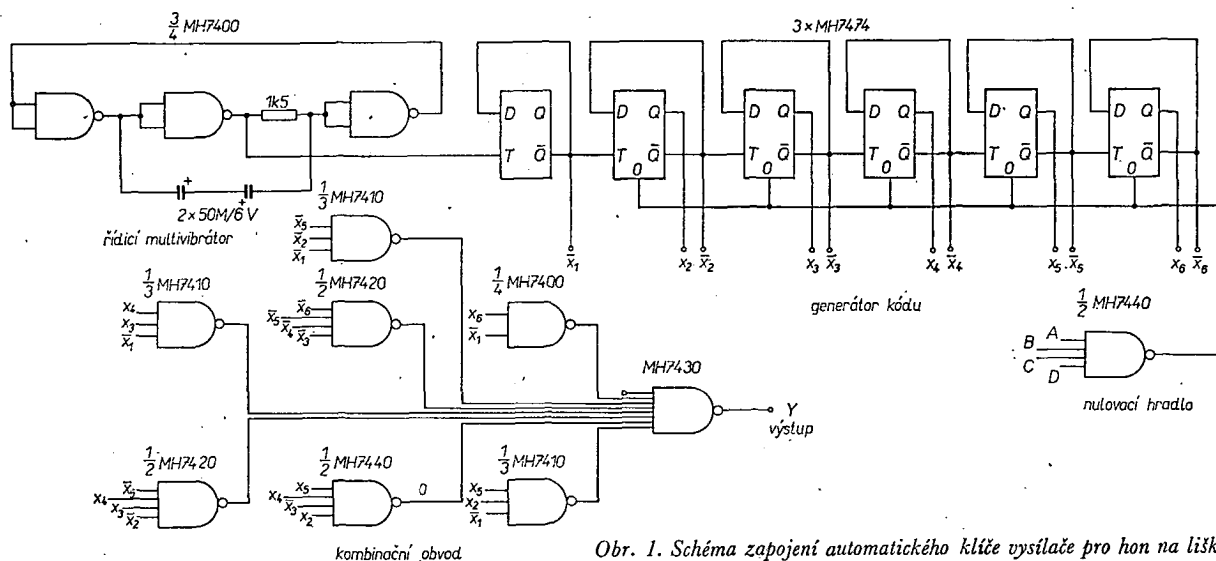 3/4 MH7400
1k5
2×50M/6 V
+
+
řídicí multivibrátor
3×MH7474
D Q
T Q̄
D Q
T Q̄
0
D Q
T Q̄
0
D Q
T Q̄
0
D Q
T Q̄
0
D Q
T Q̄
0
x̄1 x2 x̄2 x3 x̄3 x4 x̄4 x5 x̄5 x6 x̄6
generátor kódu
1/3 MH7410
x̄5
x̄2
x̄1
1/3 MH7410
x4
x3
x̄1
1/2 MH7420
x̄6
x̄5
x̄4
x̄3
1/4 MH7400
x6
x̄1
MH7430
Y
výstup
1/2 MH7440
A
B
C
D
nulovací hradlo
1/2 MH7420
x̄5
x4
x3
x̄2
1/2 MH7440
x5
x4
x̄3
x2
0
1/3 MH7410
x5
x2
x̄1
kombinační obvod
Obr. 1. Schéma zapojení automatického klíče vysílače pro hon na lišk